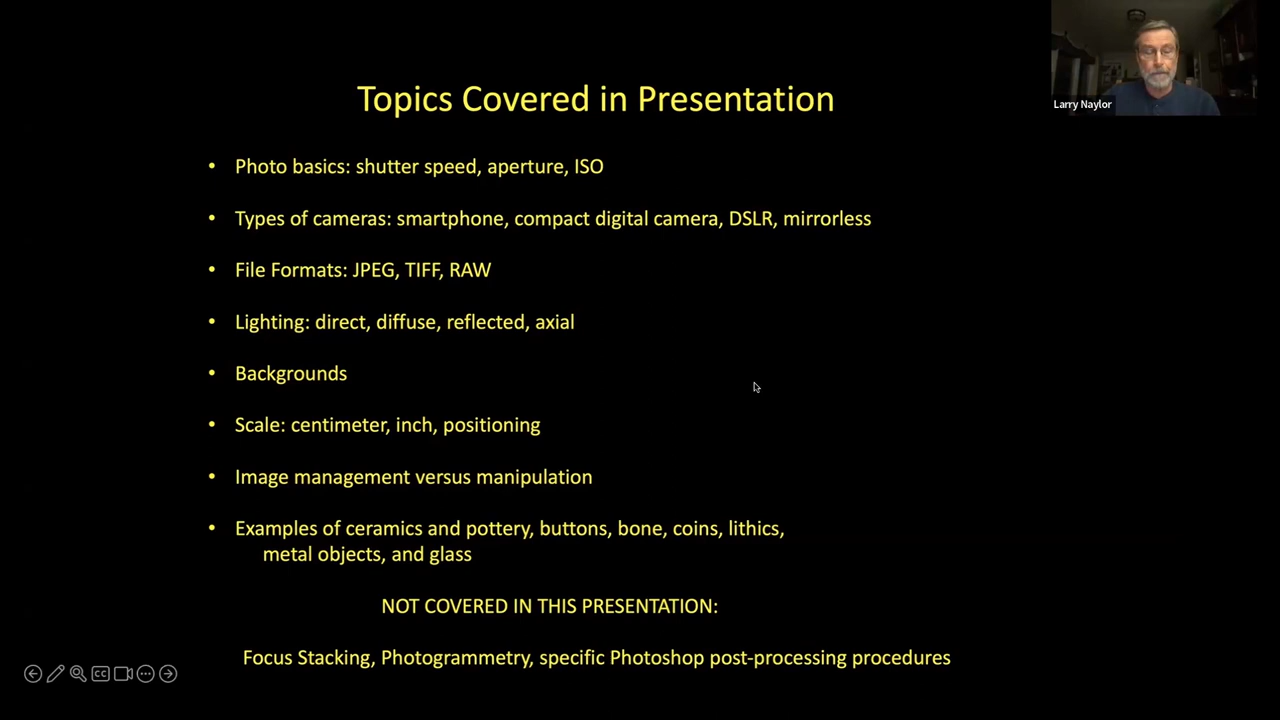 Topics Covered in Presentation
Larry Naylor
• Photo basics: shutter speed, aperture, ISO
• Types of cameras: smartphone, compact digital camera, DSLR, mirrorless
• File Formats: JPEG, TIFF, RAW
• Lighting: direct, diffuse, reflected, axial
• Backgrounds
• Scale: centimeter, inch, positioning
• Image management versus manipulation
• Examples of ceramics and pottery, buttons, bone, coins, lithics,
metal objects, and glass
NOT COVERED IN THIS PRESENTATION:
Focus Stacking, Photogrammetry, specific Photoshop post-processing procedures
CC